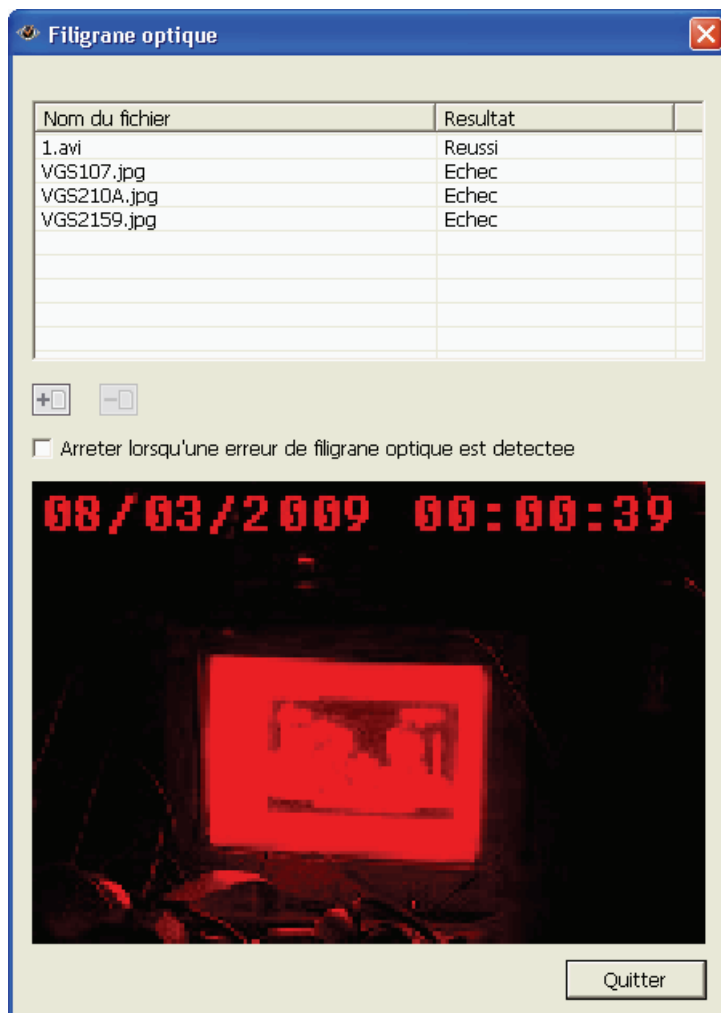 Filigrane optique
Nom du fichier Resultat
1.avi Reussi
VGS107.jpg Echec
VGS210A.jpg Echec
VGS2159.jpg Echec
Arreter lorsqu'une erreur de filigrane optique est detectee
08/03/2009 00:00:39
Quitter